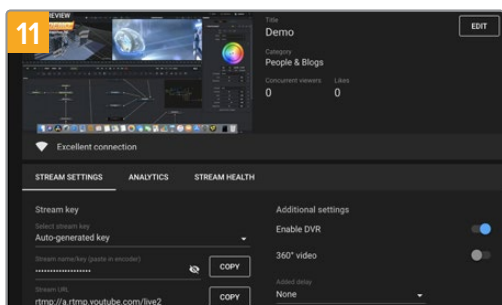 11
PREVIEW
Title
Demo
EDIT
Category
People & Blogs
Concurrent viewers Likes
0 0
Excellent connection
STREAM SETTINGS ANALYTICS STREAM HEALTH
Stream key
Additional settings
Select stream key
Auto-generated key
Enable DVR
Stream name/key (paste in encoder)
COPY
360° video
Stream URL
rtmp://a.rtmp.youtube.com/live2
COPY
Added delay
None